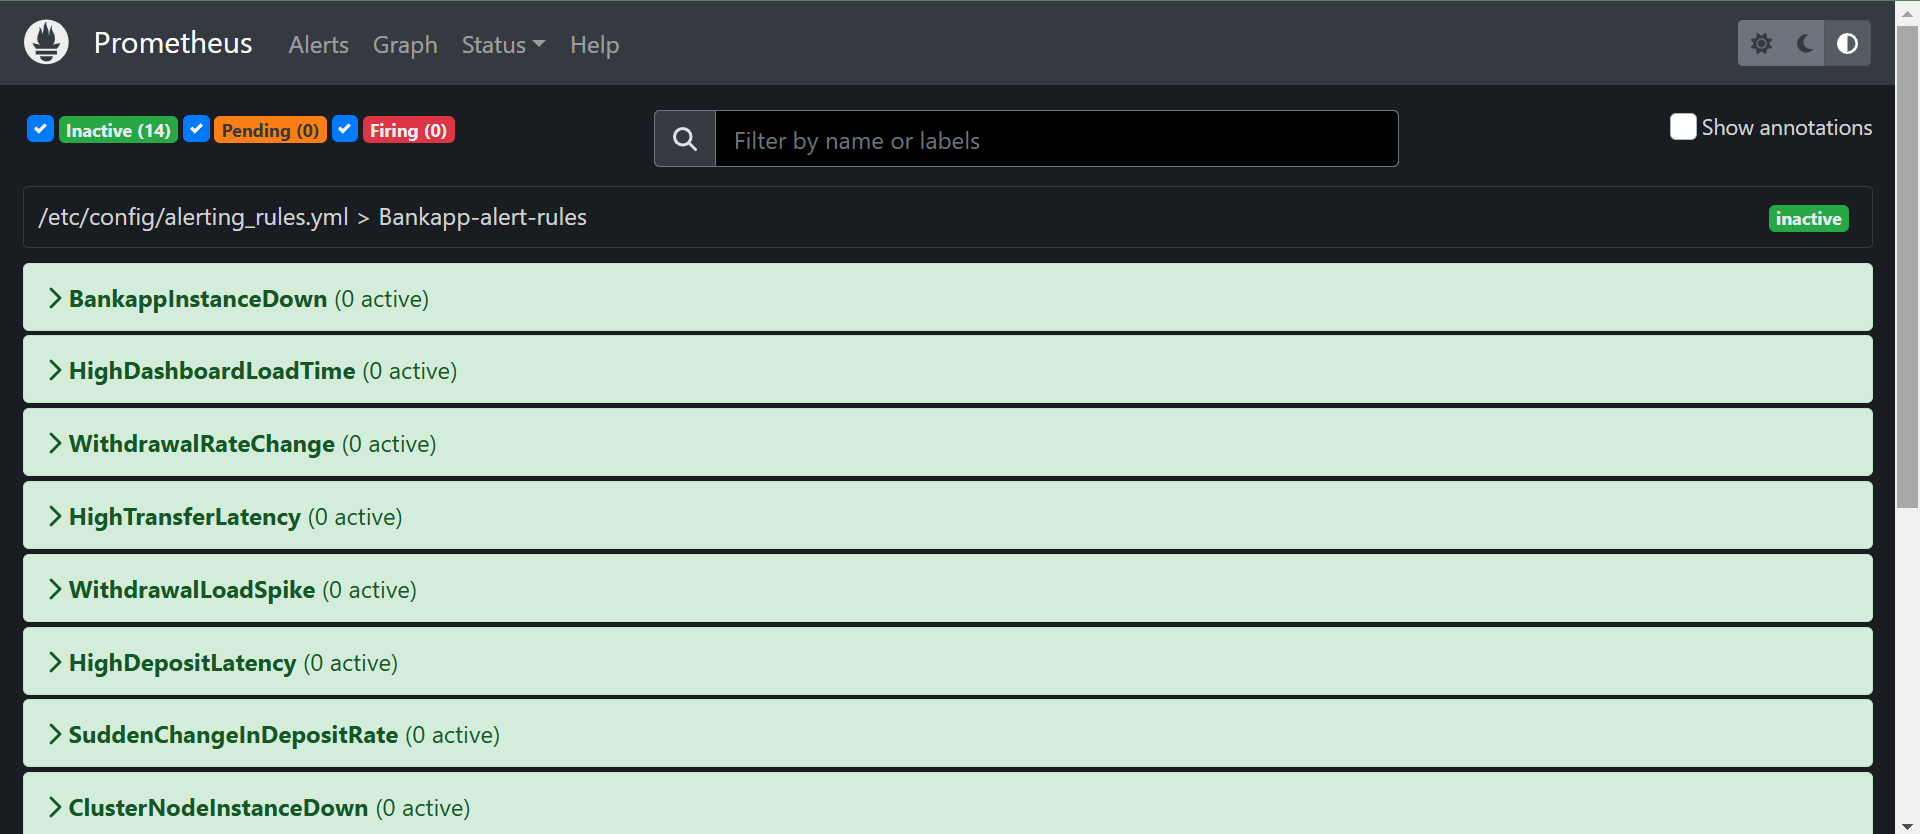 Prometheus Alerts Graph Status Help
Inactive (14) Pending (0) Firing (0) Filter by name or labels Show annotations
/etc/config/alerting_rules.yml > Bankapp-alert-rules inactive
BankappInstanceDown (0 active)
HighDashboardLoadTime (0 active)
WithdrawalRateChange (0 active)
HighTransferLatency (0 active)
WithdrawalLoadSpike (0 active)
HighDepositLatency (0 active)
SuddenChangeInDepositRate (0 active)
ClusterNodeInstanceDown (0 active)